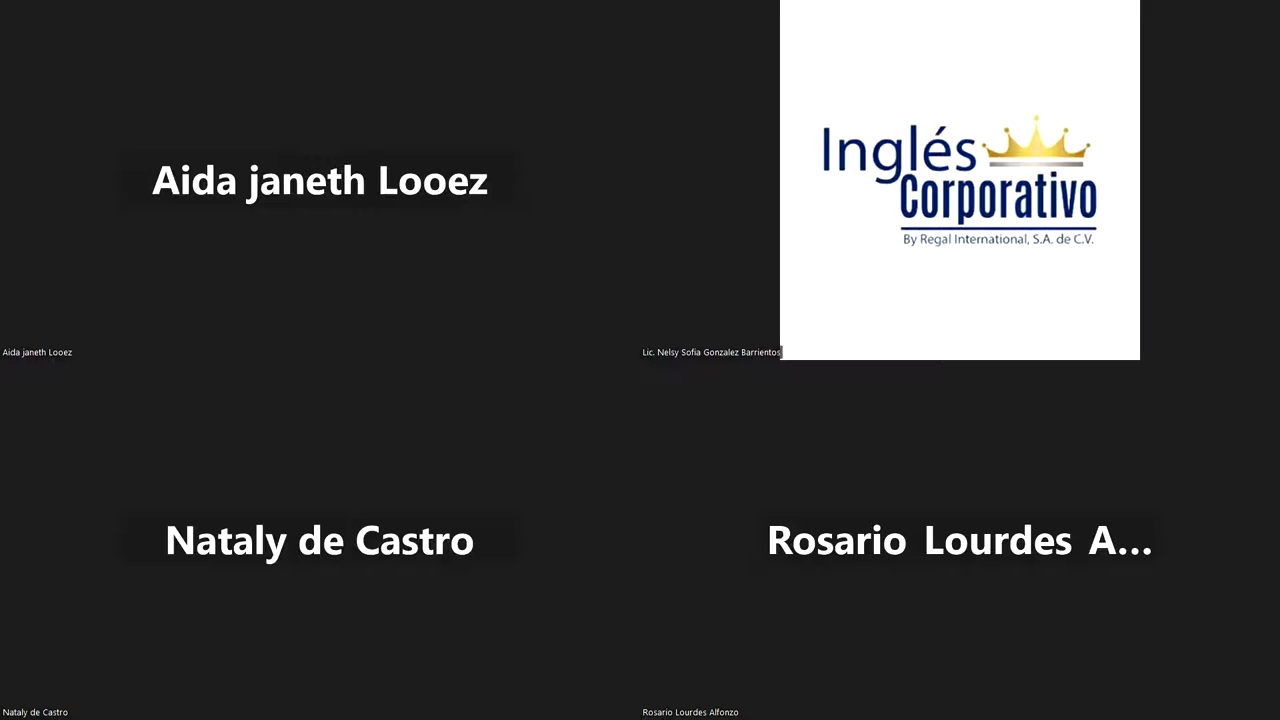 Aida janeth Looez
Inglés
Corporativo
By Regal International, S.A. de C.V.
Aida janeth Looez
Lic. Nelsy Sofia Gonzalez Barrientos
Nataly de Castro
Rosario Lourdes A...
Nataly de Castro
Rosario Lourdes Alfonzo